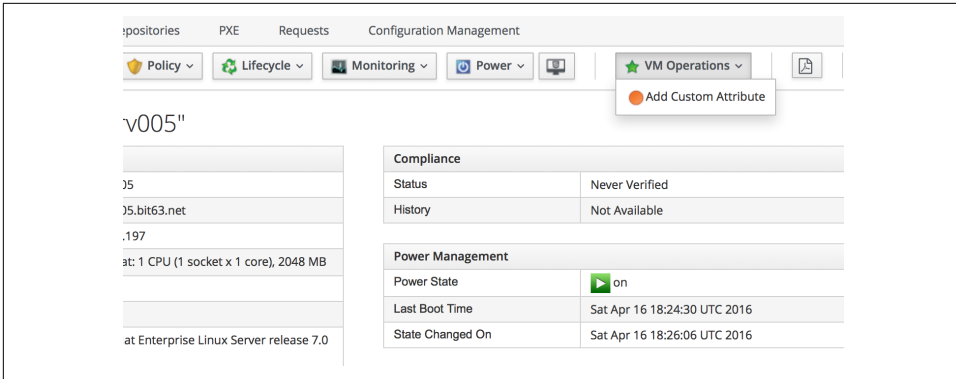 epositories PXE Requests Configuration Management
Policy Lifecycle Monitoring Power VM Operations
Add Custom Attribute
rv005"
05
05.bit63.net
.197
at: 1 CPU (1 socket x 1 core), 2048 MB
at Enterprise Linux Server release 7.0
Compliance
Status Never Verified
History Not Available
Power Management
Power State on
Last Boot Time Sat Apr 16 18:24:30 UTC 2016
State Changed On Sat Apr 16 18:26:06 UTC 2016